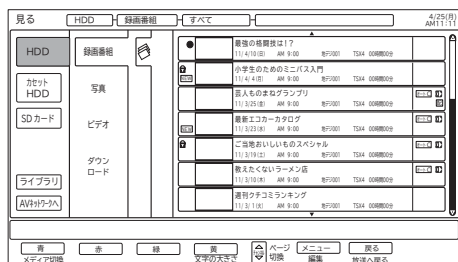 見る HDD 録画番組 すべて 4/25(月)
AM11:11
HDD
カセット
HDD
SDカード
ライブラリ
AVネットワークへ
録画番組
写真
ビデオ
ダウン
ロード
最強の格闘技は!?
11/4/10(日) AM 9:00 地デジ001 TSX4 00時間00分
小学生のためのミニバス入門
NEW 11/4/4(月) AM 9:00 地デジ001 TSX4 00時間00分
芸人ものまねグランプリ
11/3/25(金) AM 9:00 地デジ001 TSX4 00時間00分
最新エコカーカタログ
NEW 11/3/23(水) AM 9:00 地デジ001 TSX4 00時間00分
ご当地おいしいものスペシャル
11/3/19(土) AM 9:00 地デジ001 TSX4 00時間00分
教えたくないラーメン店
11/3/10(木) AM 9:00 地デジ001 TSX4 00時間00分
週刊クチコミランキング
11/3/1(火) AM 9:00 地デジ001 TSX4 00時間00分
青 赤 緑 黄 ページ メニュー 戻る
メディア切換 文字の大きさ 切換 編集 放送へ戻る